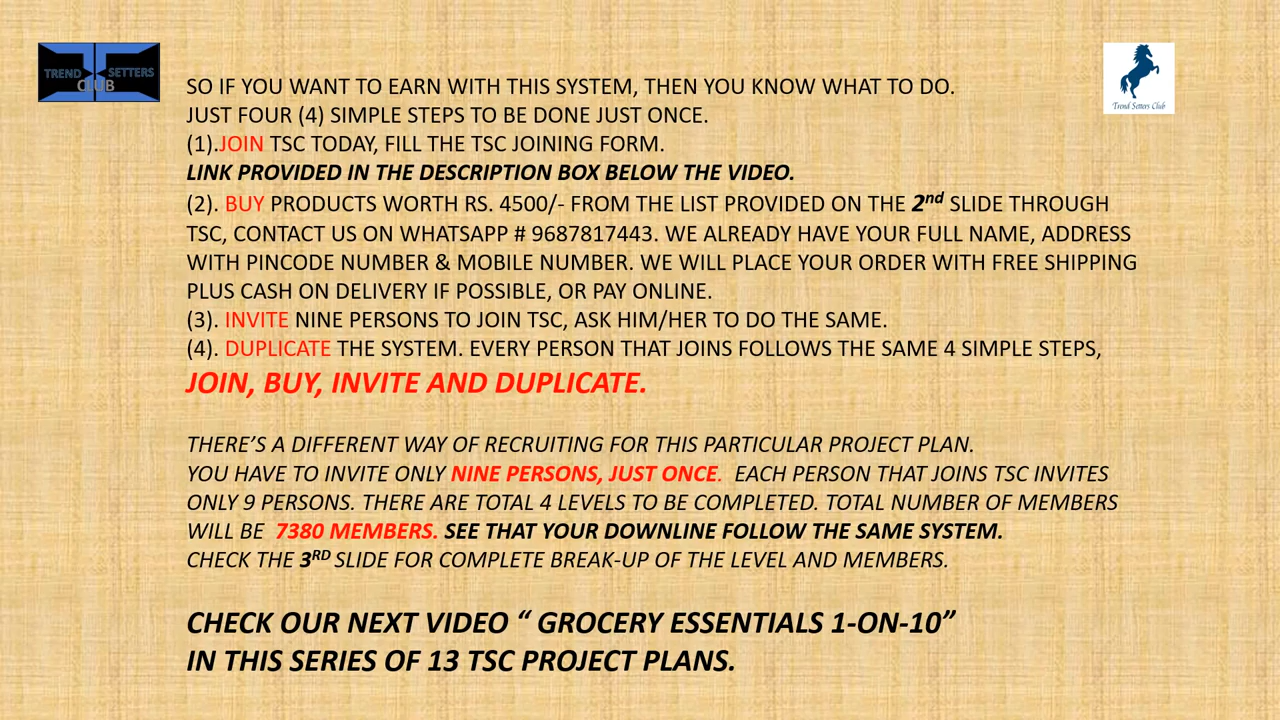 TREND SETTERS
CLUB
Trend Setters Club
SO IF YOU WANT TO EARN WITH THIS SYSTEM, THEN YOU KNOW WHAT TO DO.
JUST FOUR (4) SIMPLE STEPS TO BE DONE JUST ONCE.
(1).JOIN TSC TODAY, FILL THE TSC JOINING FORM.
LINK PROVIDED IN THE DESCRIPTION BOX BELOW THE VIDEO.
(2). BUY PRODUCTS WORTH RS. 4500/- FROM THE LIST PROVIDED ON THE 2nd SLIDE THROUGH
TSC, CONTACT US ON WHATSAPP # 9687817443. WE ALREADY HAVE YOUR FULL NAME, ADDRESS
WITH PINCODE NUMBER & MOBILE NUMBER. WE WILL PLACE YOUR ORDER WITH FREE SHIPPING
PLUS CASH ON DELIVERY IF POSSIBLE, OR PAY ONLINE.
(3). INVITE NINE PERSONS TO JOIN TSC, ASK HIM/HER TO DO THE SAME.
(4). DUPLICATE THE SYSTEM. EVERY PERSON THAT JOINS FOLLOWS THE SAME 4 SIMPLE STEPS,
JOIN, BUY, INVITE AND DUPLICATE.
THERE'S A DIFFERENT WAY OF RECRUITING FOR THIS PARTICULAR PROJECT PLAN.
YOU HAVE TO INVITE ONLY NINE PERSONS, JUST ONCE. EACH PERSON THAT JOINS TSC INVITES
ONLY 9 PERSONS. THERE ARE TOTAL 4 LEVELS TO BE COMPLETED. TOTAL NUMBER OF MEMBERS
WILL BE 7380 MEMBERS. SEE THAT YOUR DOWNLINE FOLLOW THE SAME SYSTEM.
CHECK THE 3RD SLIDE FOR COMPLETE BREAK-UP OF THE LEVEL AND MEMBERS.
CHECK OUR NEXT VIDEO “ GROCERY ESSENTIALS 1-ON-10”
IN THIS SERIES OF 13 TSC PROJECT PLANS.